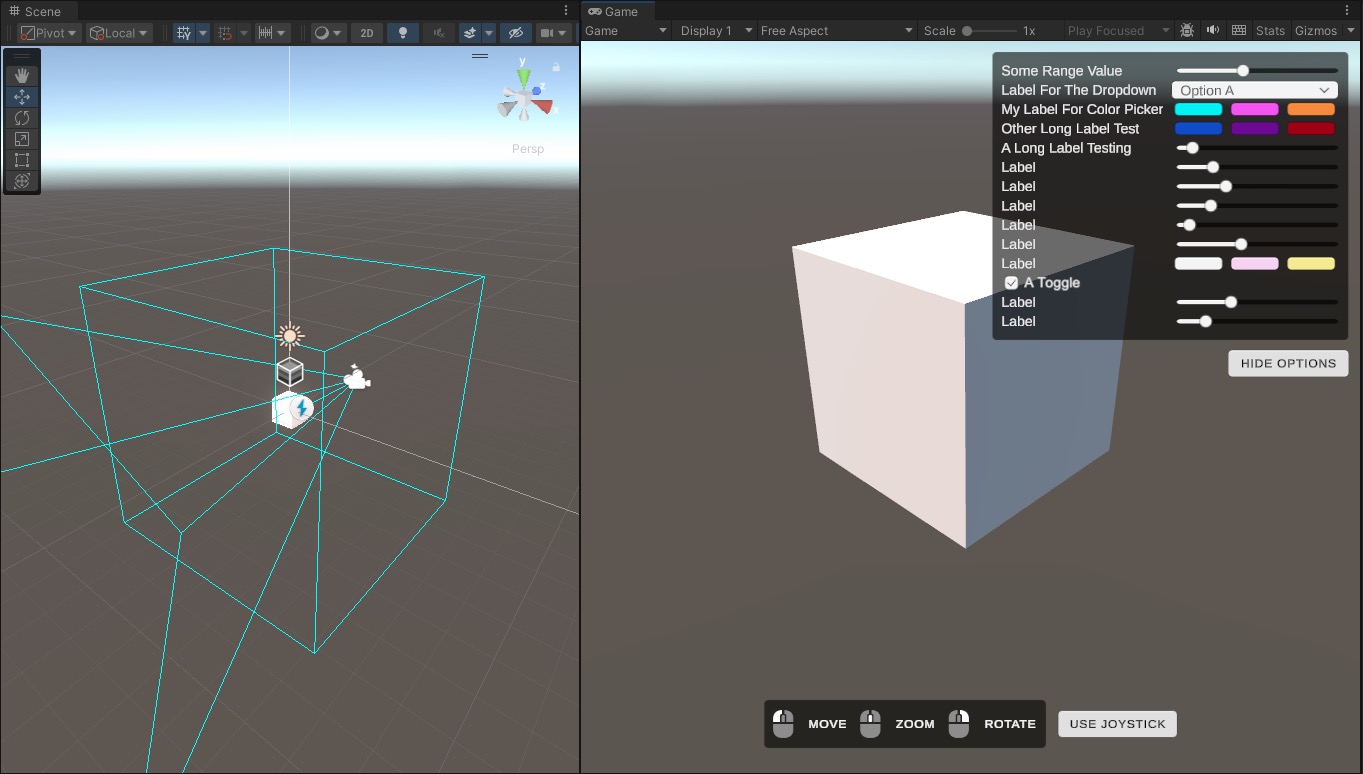 Scene
Pivot Local 2D
y
Persp
Game
Game Display 1 Free Aspect Scale 1x Play Focused Stats Gizmos
Some Range Value
Label For The Dropdown Option A
My Label For Color Picker
Other Long Label Test
A Long Label Testing
Label
Label
Label
Label
Label
Label
A Toggle
Label
Label
HIDE OPTIONS
MOVE ZOOM ROTATE USE JOYSTICK